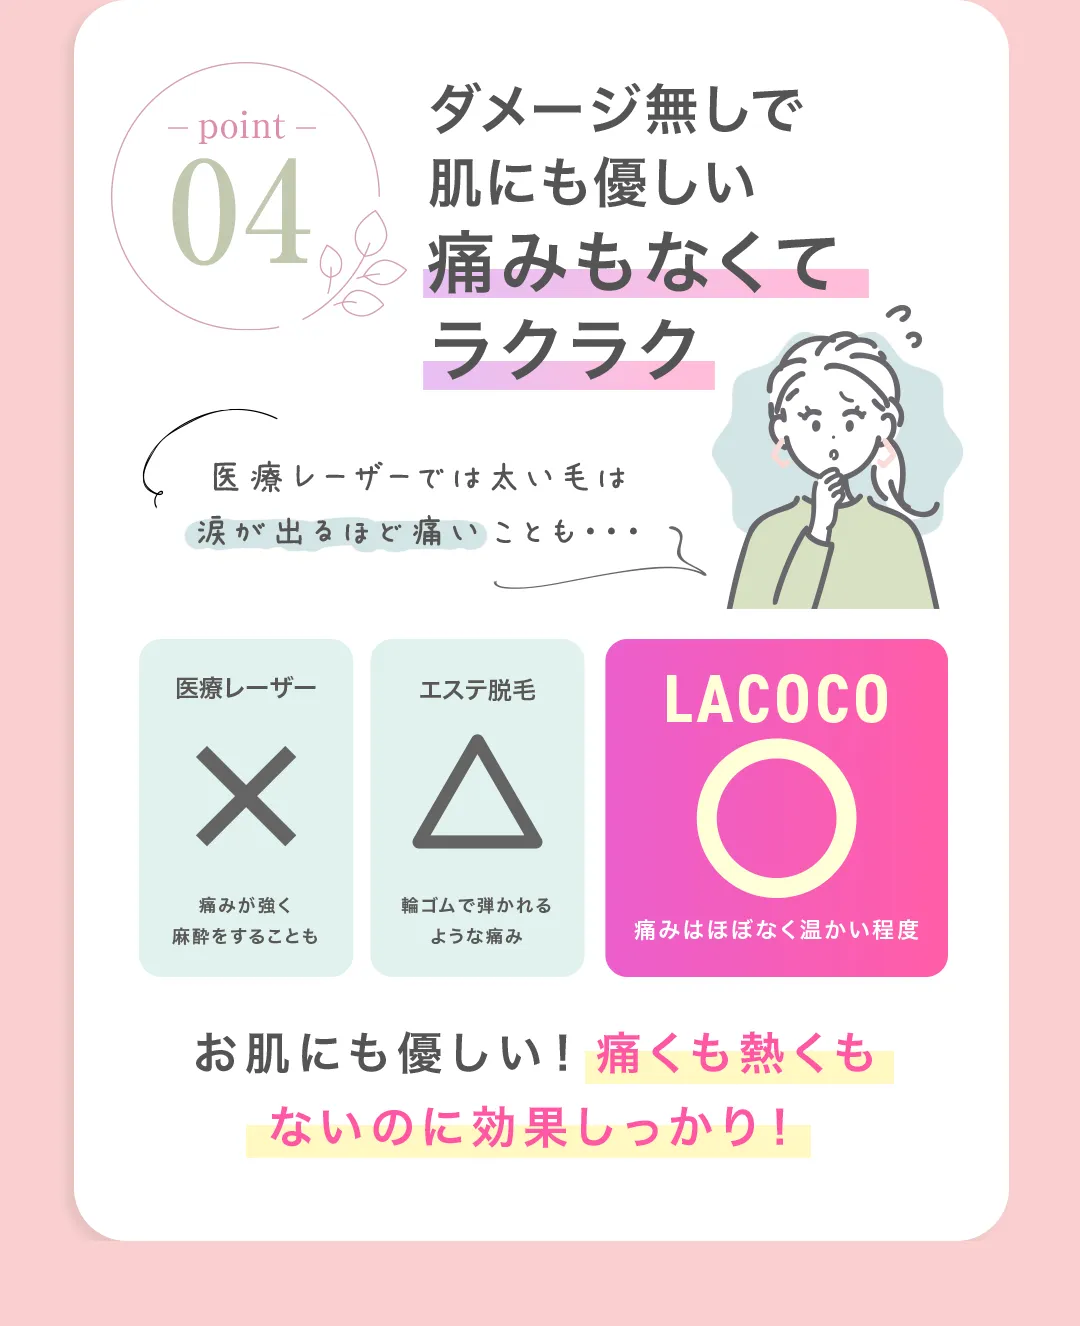 – point –
04
ダメージ無しで
肌にも優しい
痛みもなくて
ラクラク
医療レーザーでは太い毛は
涙が出るほど痛いことも・・・
医療レーザー
痛みが強く
麻酔をすることも
エステ脱毛
輪ゴムで弾かれる
ような痛み
LACOCO
痛みはほぼなく温かい程度
お肌にも優しい！痛くも熱くも
ないのに効果しっかり！